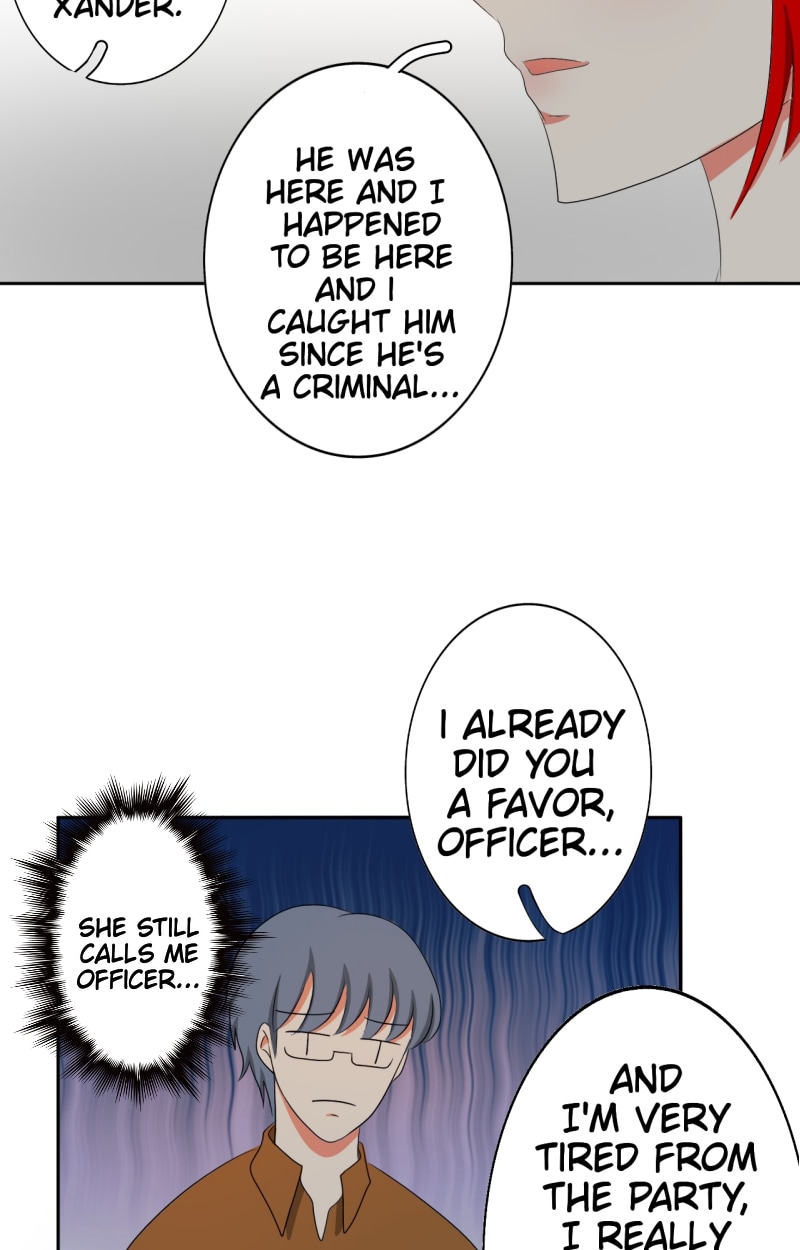 XANDER.
HE WAS
HERE AND I
HAPPENED
TO BE HERE
AND I
CAUGHT HIM
SINCE HE'S
A CRIMINAL...
I ALREADY
DID YOU
A FAVOR,
OFFICER...
SHE STILL
CALLS ME
OFFICER...
AND
I'M VERY
TIRED FROM
THE PARTY,
I REALLY